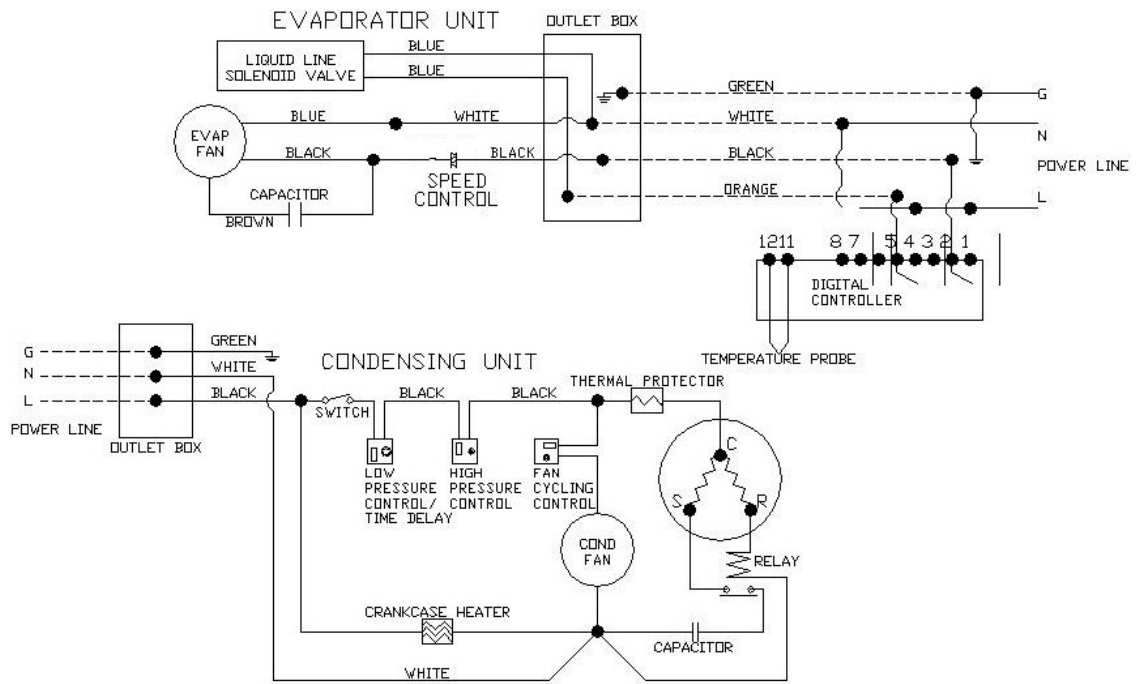 EVAPORATOR UNIT
OUTLET BOX
BLUE
LIQUID LINE
SOLENOID VALVE
BLUE
GREEN
G
BLUE
WHITE
WHITE
N
EVAP
FAN
BLACK
BLACK
BLACK
POWER LINE
SPEED
CONTROL
CAPACITOR
ORANGE
L
BROWN
12 11 8 7 5 4 3 2 1
DIGITAL
CONTROLLER
TEMPERATURE PROBE
GREEN
G
CONDENSING UNIT
WHITE
N
THERMAL PROTECTOR
BLACK
BLACK
BLACK
L
SWITCH
POWER LINE
OUTLET BOX
C
LOW
PRESSURE
CONTROL/
TIME DELAY
HIGH
PRESSURE
CONTROL
FAN
CYCLING
CONTROL
S
R
COND
FAN
RELAY
CRANKCASE HEATER
CAPACITOR
WHITE